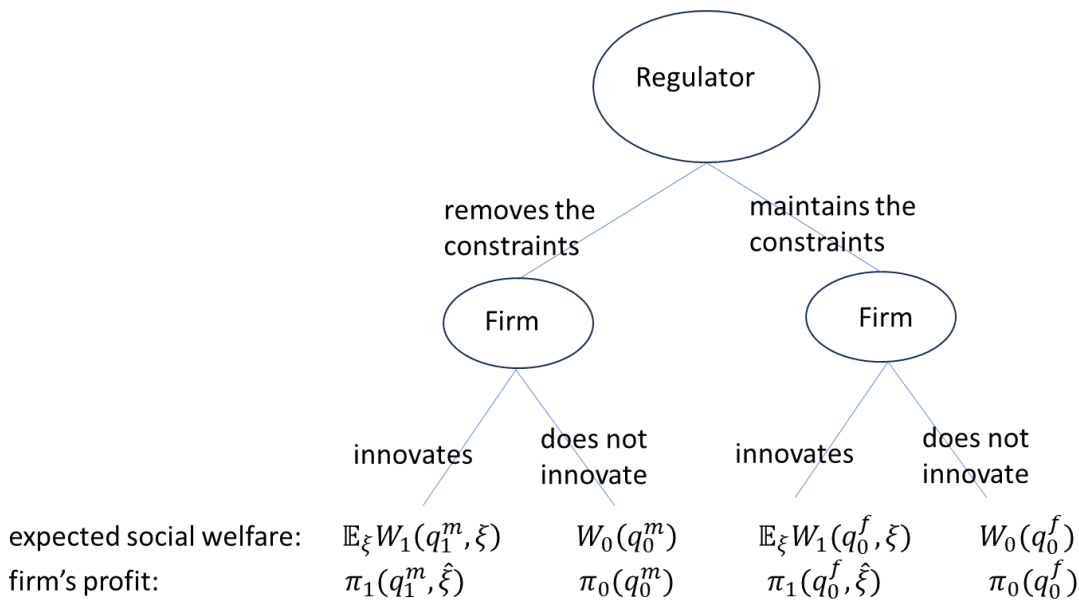 Regulator
removes the
constraints
maintains the
constraints
Firm
Firm
innovates
does not
innovate
innovates
does not
innovate
expected social welfare: 𝔼_ξ W_1(q_1^m, ξ) W_0(q_0^m) 𝔼_ξ W_1(q_0^f, ξ) W_0(q_0^f)
firm's profit: π_1(q_1^m, ξ̂) π_0(q_0^m) π_1(q_0^f, ξ̂) π_0(q_0^f)